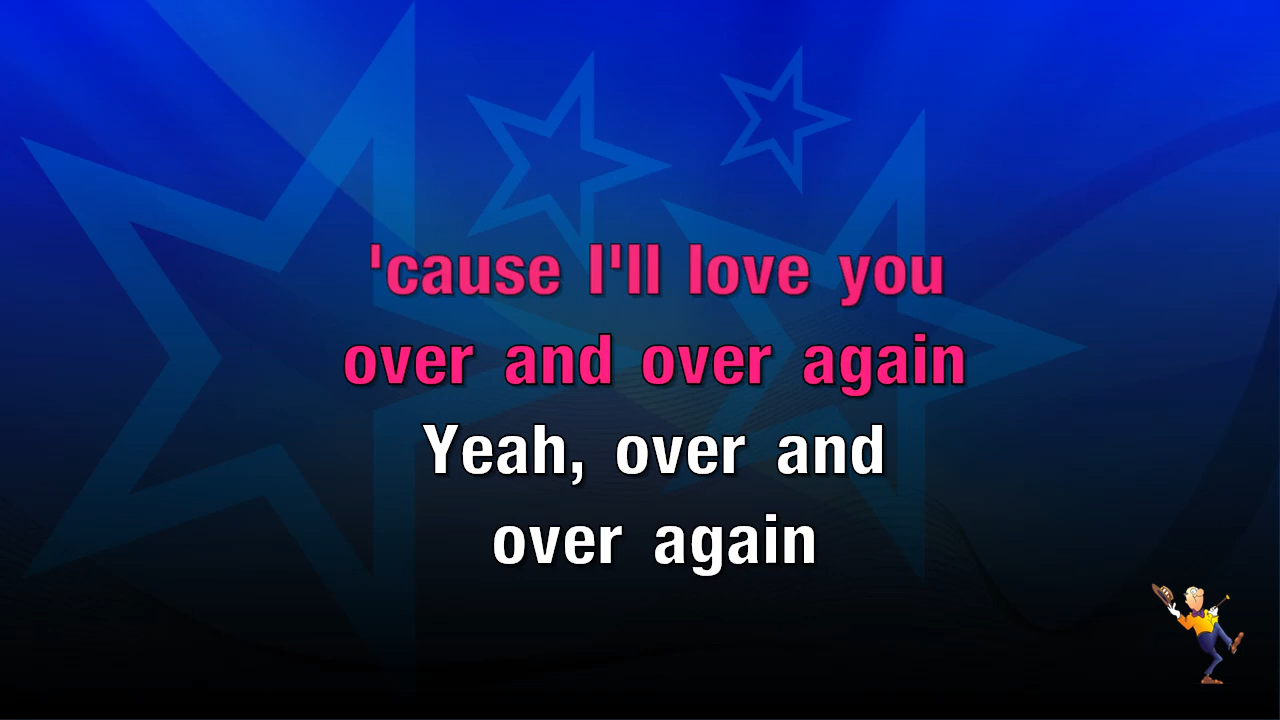 'cause I'll love you
over and over again
Yeah, over and
over again